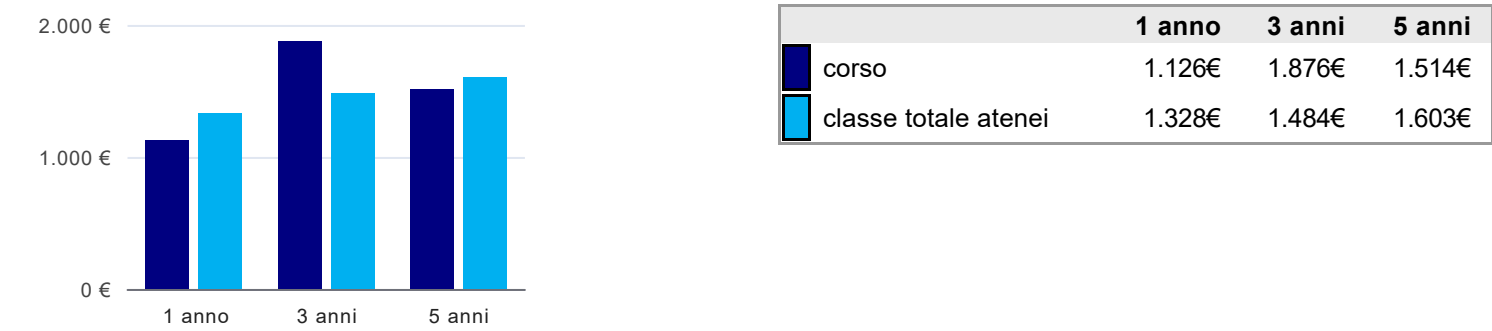 2.000 €
1.000 €
0 €
1 anno 3 anni 5 anni
1 anno 3 anni 5 anni
corso 1.126€ 1.876€ 1.514€
classe totale atenei 1.328€ 1.484€ 1.603€